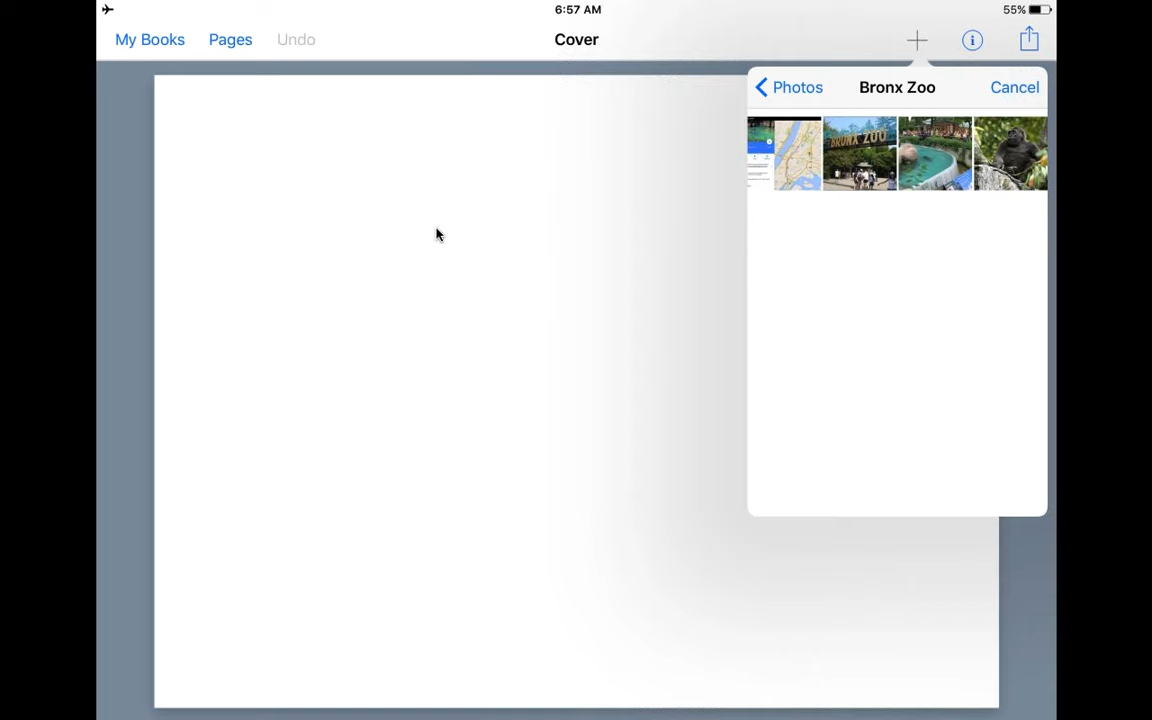 6:57 AM
55%
My Books
Pages
Undo
Cover
Photos
Bronx Zoo
Cancel
BRONX ZOO